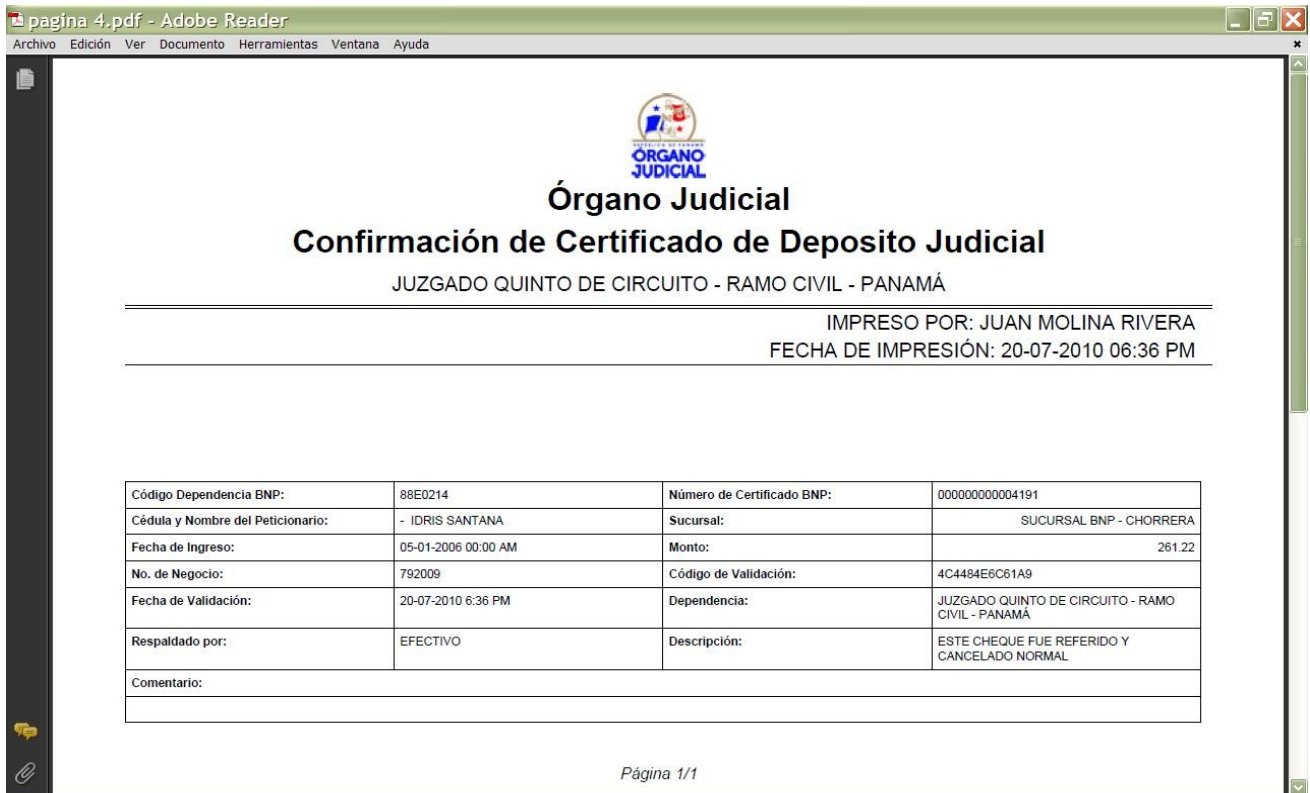 pagina 4.pdf - Adobe Reader
Archivo Edición Ver Documento Herramientas Ventana Ayuda
REPÚBLICA DE PANAMÁ
ÓRGANO
JUDICIAL
Órgano Judicial
Confirmación de Certificado de Deposito Judicial
JUZGADO QUINTO DE CIRCUITO - RAMO CIVIL - PANAMÁ
IMPRESO POR: JUAN MOLINA RIVERA
FECHA DE IMPRESIÓN: 20-07-2010 06:36 PM
Código Dependencia BNP: 88E0214 Número de Certificado BNP: 000000000004191
Cédula y Nombre del Peticionario: - IDRIS SANTANA Sucursal: SUCURSAL BNP - CHORRERA
Fecha de Ingreso: 05-01-2006 00:00 AM Monto: 261.22
No. de Negocio: 792009 Código de Validación: 4C4484E6C61A9
Fecha de Validación: 20-07-2010 6:36 PM Dependencia: JUZGADO QUINTO DE CIRCUITO - RAMO
CIVIL - PANAMÁ
Respaldado por: EFECTIVO Descripción: ESTE CHEQUE FUE REFERIDO Y
CANCELADO NORMAL
Comentario:
Página 1/1